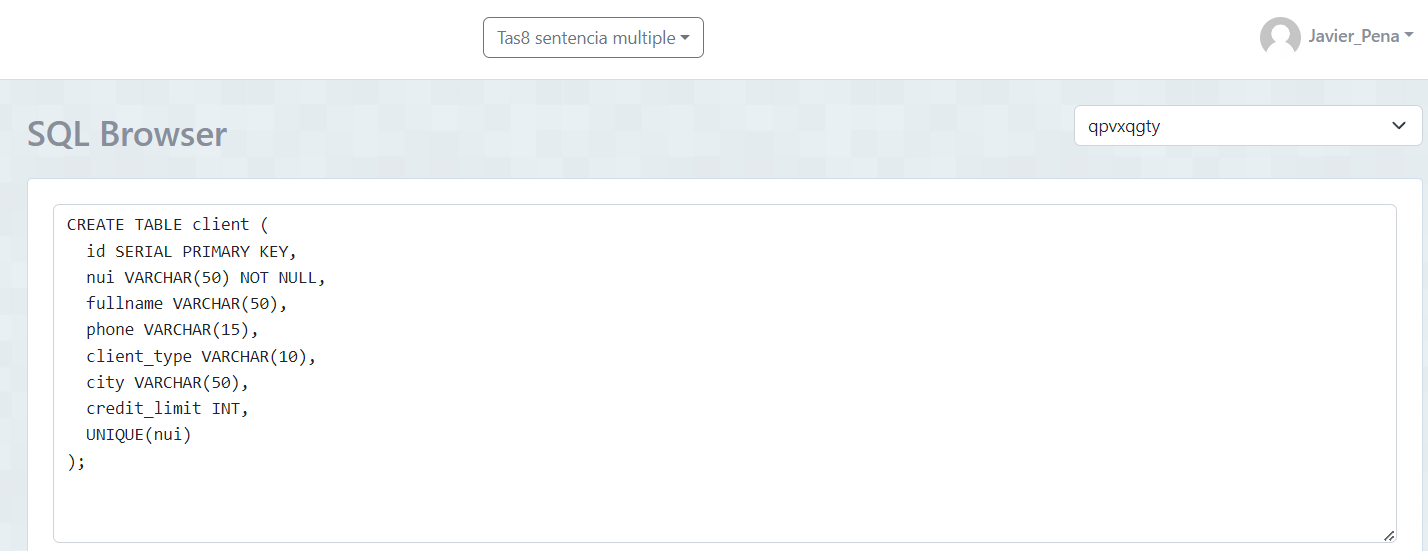 Tas8 sentencia multiple
Javier_Pena
SQL Browser
qpvxqgty
CREATE TABLE client (
  id SERIAL PRIMARY KEY,
  nui VARCHAR(50) NOT NULL,
  fullname VARCHAR(50),
  phone VARCHAR(15),
  client_type VARCHAR(10),
  city VARCHAR(50),
  credit_limit INT,
  UNIQUE(nui)
);